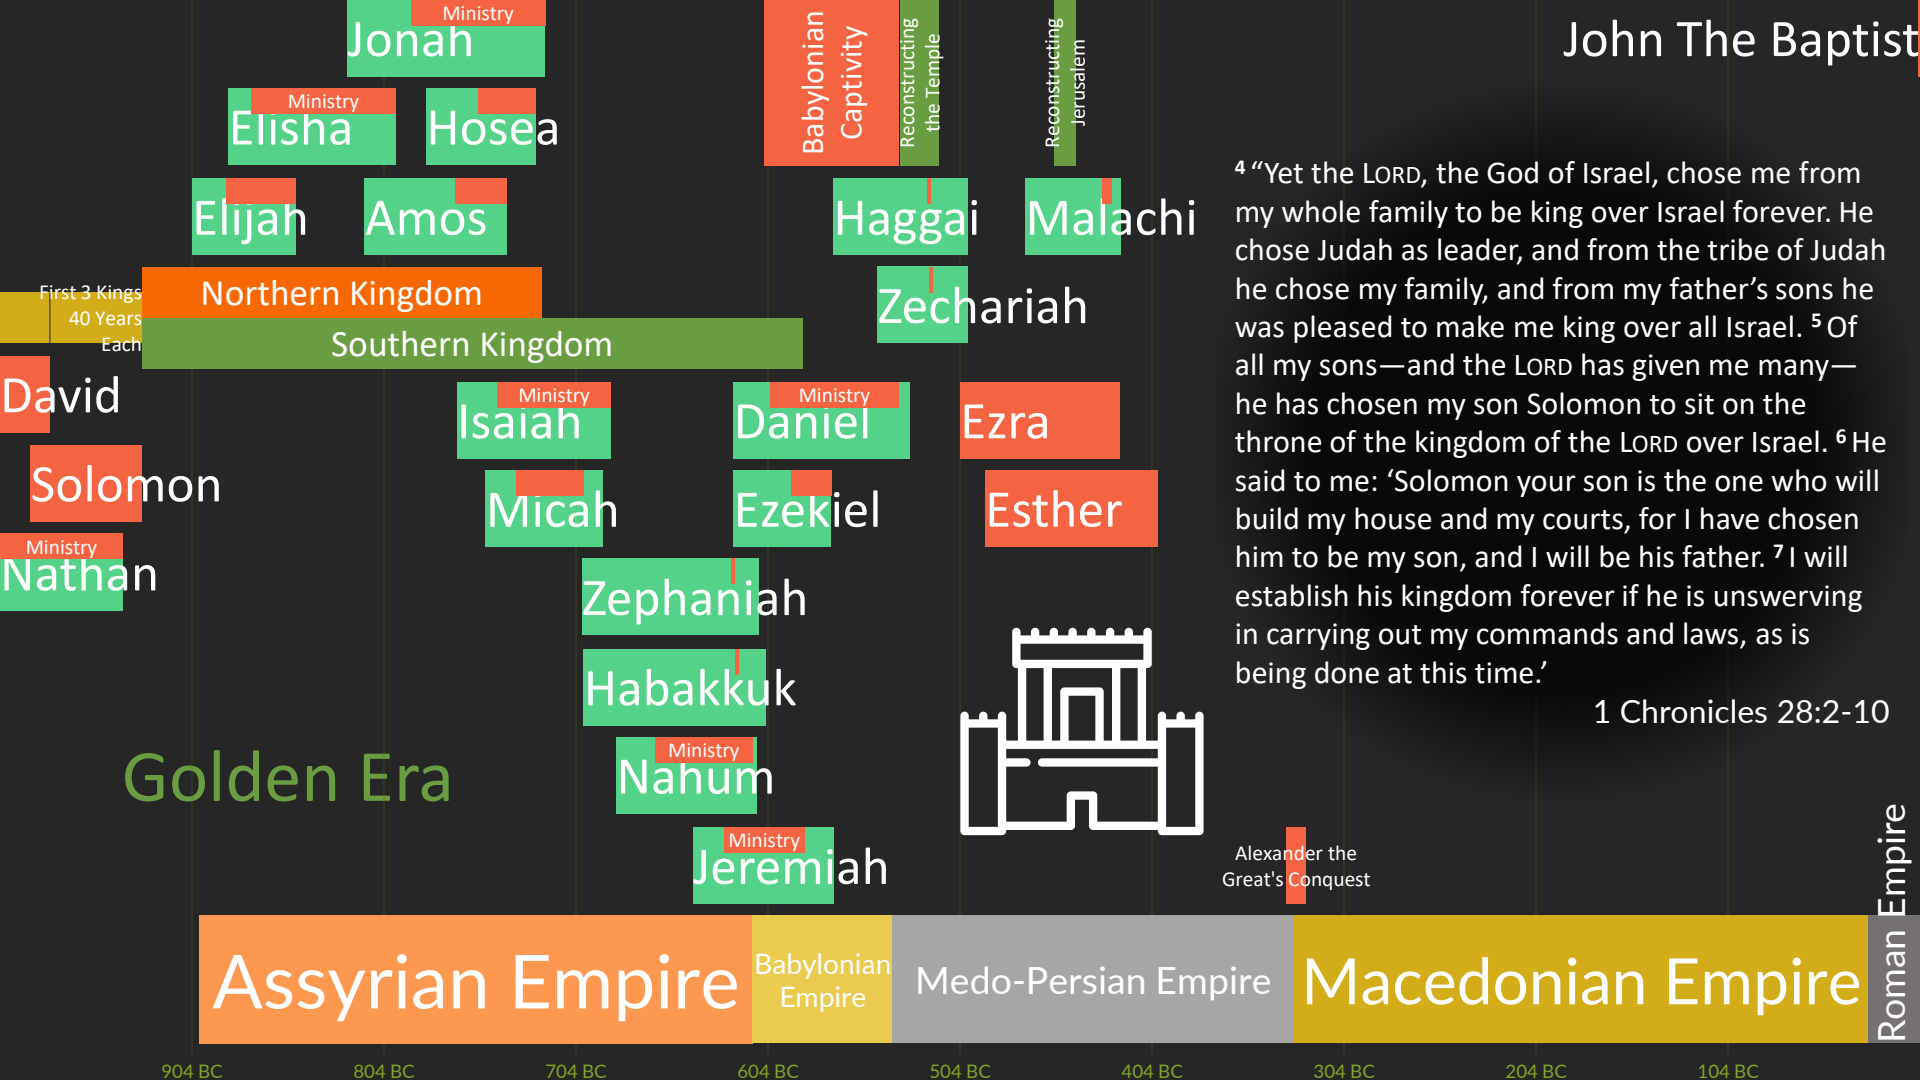 Ministry
Jonah
Ministry
Elisha
Hosea
Elijah
Amos
Babylonian
Captivity
Reconstructing
the Temple
Reconstructing
Jerusalem
John The Baptist
Haggai
Malachi
Zechariah
First 3 Kings
40 Years
Each
Northern Kingdom
Southern Kingdom
David
Solomon
Ministry
Nathan
Ministry
Isaiah
Ministry
Daniel
Ezra
Micah
Ezekiel
Esther
Zephaniah
Habakkuk
Ministry
Nahum
Ministry
Jeremiah
Golden Era
4 “Yet the LORD, the God of Israel, chose me from
my whole family to be king over Israel forever. He
chose Judah as leader, and from the tribe of Judah
he chose my family, and from my father’s sons he
was pleased to make me king over all Israel. 5 Of
all my sons—and the LORD has given me many—
he has chosen my son Solomon to sit on the
throne of the kingdom of the LORD over Israel. 6 He
said to me: ‘Solomon your son is the one who will
build my house and my courts, for I have chosen
him to be my son, and I will be his father. 7 I will
establish his kingdom forever if he is unswerving
in carrying out my commands and laws, as is
being done at this time.’
1 Chronicles 28:2-10
Alexander the
Great's Conquest
Assyrian Empire
Babylonian
Empire
Medo-Persian Empire
Macedonian Empire
Roman Empire
904 BC
804 BC
704 BC
604 BC
504 BC
404 BC
304 BC
204 BC
104 BC